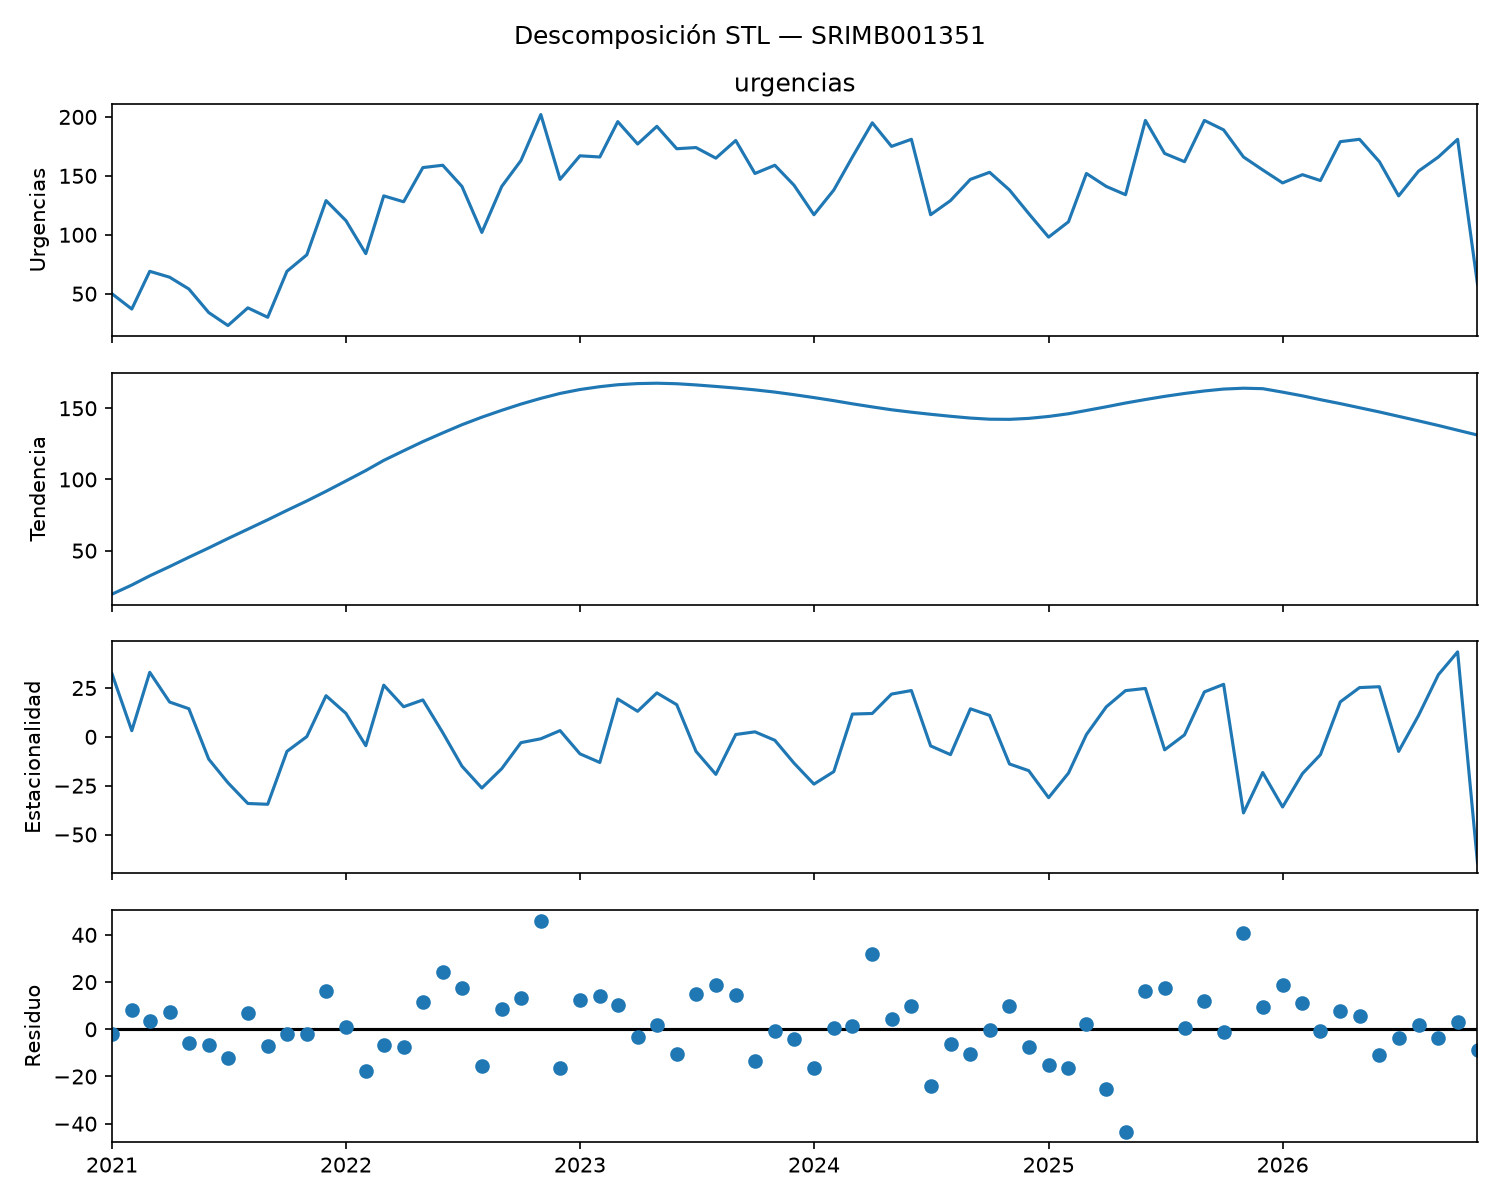 Descomposición STL — SRIMB001351
urgencias
Urgencias
200
150
100
50
Tendencia
150
100
50
Estacionalidad
25
0
−25
−50
Residuo
40
20
0
−20
−40
2021 2022 2023 2024 2025 2026